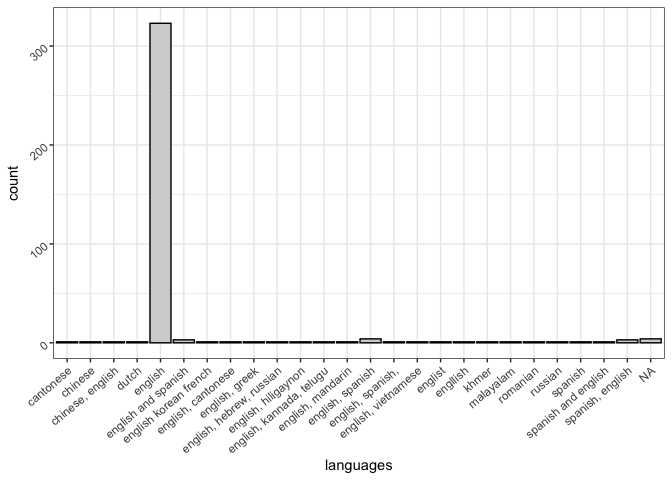 count
300
200
100
0
cantonese
chinese
chinese, english
dutch
english
english and spanish
english korean french
english, cantonese
english, greek
english, hebrew, russian
english, hiligaynon
english, kannada, telugu
english, mandarin
english, spanish
english, spanish,
english, vietnamese
englist
engllish
khmer
malayalam
romanian
russian
spanish
spanish and english
spanish, english
NA
languages